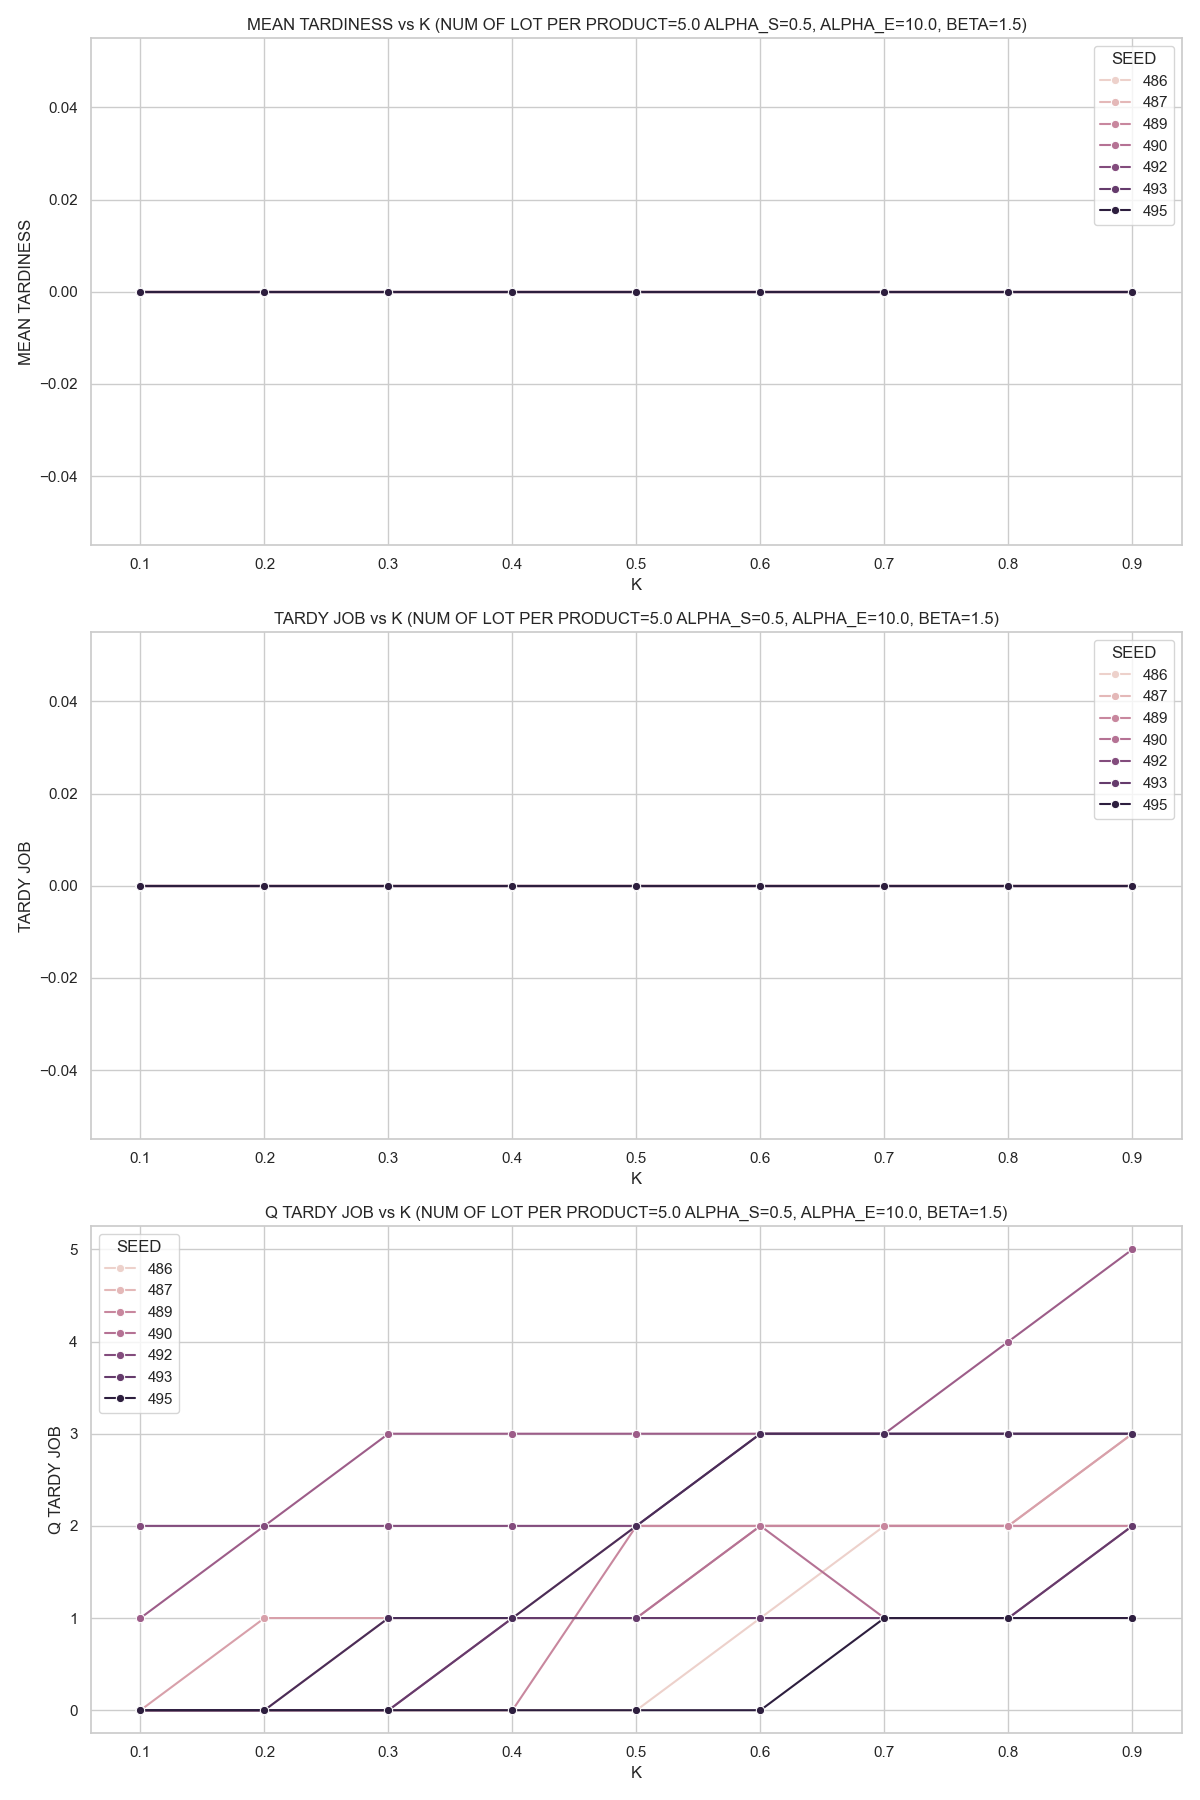 MEAN TARDINESS vs K (NUM OF LOT PER PRODUCT=5.0 ALPHA_S=0.5, ALPHA_E=10.0, BETA=1.5)
SEED
486
487
489
490
492
493
495
0.04
0.02
0.00
−0.02
−0.04
MEAN TARDINESS
0.1 0.2 0.3 0.4 0.5 0.6 0.7 0.8 0.9
K
TARDY JOB vs K (NUM OF LOT PER PRODUCT=5.0 ALPHA_S=0.5, ALPHA_E=10.0, BETA=1.5)
SEED
486
487
489
490
492
493
495
0.04
0.02
0.00
−0.02
−0.04
TARDY JOB
0.1 0.2 0.3 0.4 0.5 0.6 0.7 0.8 0.9
K
Q TARDY JOB vs K (NUM OF LOT PER PRODUCT=5.0 ALPHA_S=0.5, ALPHA_E=10.0, BETA=1.5)
SEED
486
487
489
490
492
493
495
5
4
3
2
1
0
Q TARDY JOB
0.1 0.2 0.3 0.4 0.5 0.6 0.7 0.8 0.9
K